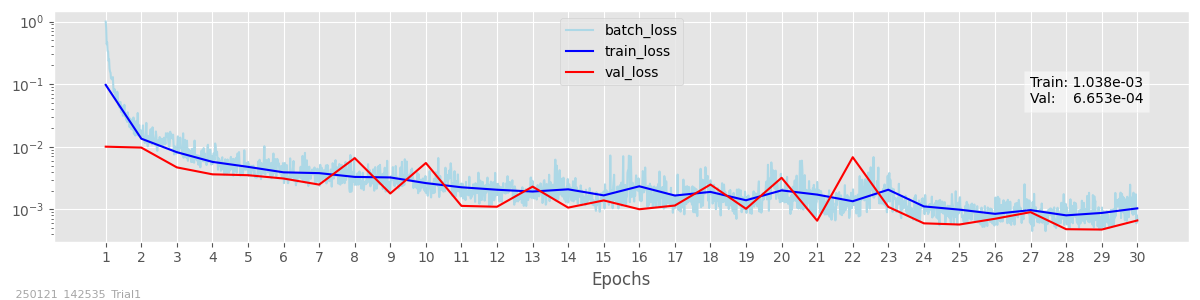 10⁰
10⁻¹
10⁻²
10⁻³
batch_loss
train_loss
val_loss
Train: 1.038e-03
Val: 6.653e-04
1 2 3 4 5 6 7 8 9 10 11 12 13 14 15 16 17 18 19 20 21 22 23 24 25 26 27 28 29 30
Epochs
250121_142535_Trial1